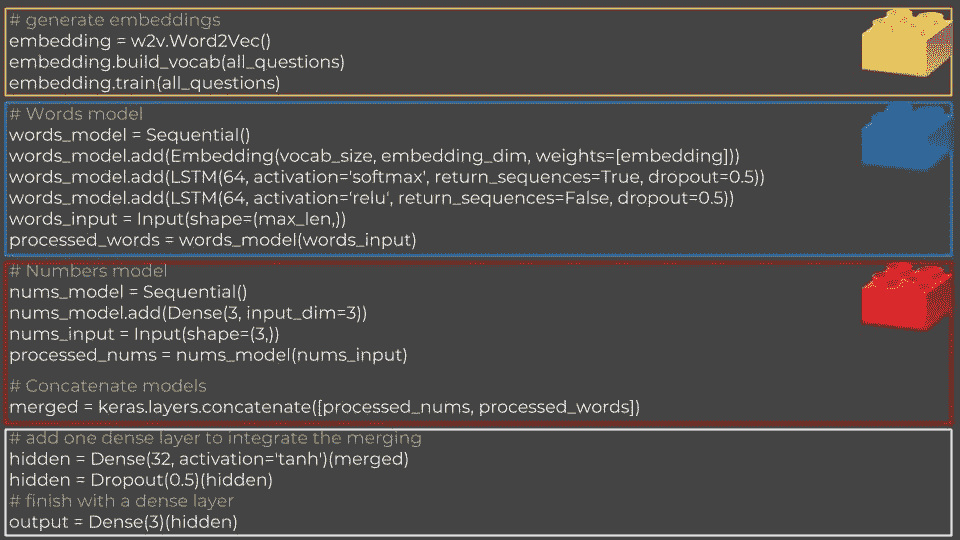 # generate embeddings
embedding = w2v.Word2Vec()
embedding.build_vocab(all_questions)
embedding.train(all_questions)
# Words model
words_model = Sequential()
words_model.add(Embedding(vocab_size, embedding_dim, weights=[embedding]))
words_model.add(LSTM(64, activation='softmax', return_sequences=True, dropout=0.5))
words_model.add(LSTM(64, activation='relu', return_sequences=False, dropout=0.5))
words_input = Input(shape=(max_len,))
processed_words = words_model(words_input)
# Numbers model
nums_model = Sequential()
nums_model.add(Dense(3, input_dim=3))
nums_input = Input(shape=(3,))
processed_nums = nums_model(nums_input)
# Concatenate models
merged = keras.layers.concatenate([processed_nums, processed_words])
# add one dense layer to integrate the merging
hidden = Dense(32, activation='tanh')(merged)
hidden = Dropout(0.5)(hidden)
# finish with a dense layer
output = Dense(3)(hidden)